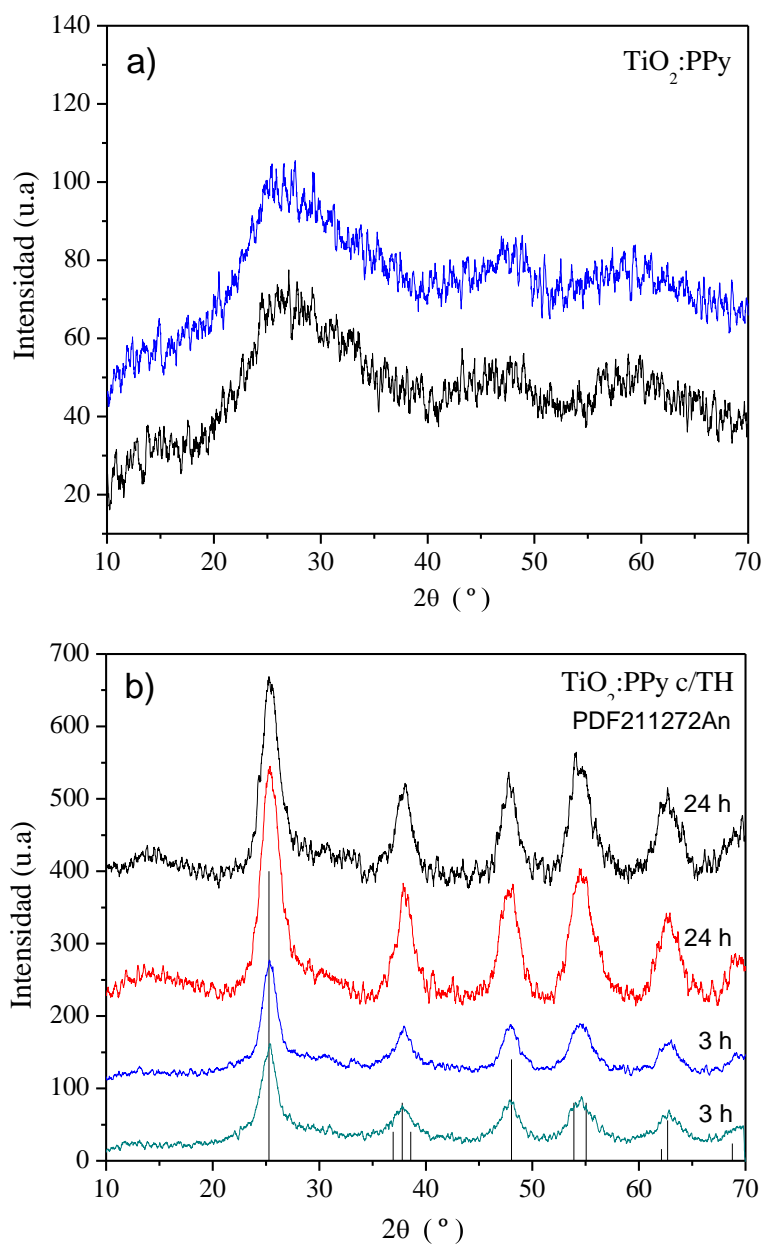 a)
TiO2:PPy
Intensidad (u.a)
140
120
100
80
60
40
20
10 20 30 40 50 60 70
2θ ( º )
b)
TiO2:PPy c/TH
PDF211272An
Intensidad (u.a)
700
600
500
400
300
200
100
0
24 h
24 h
3 h
3 h
10 20 30 40 50 60 70
2θ ( º )